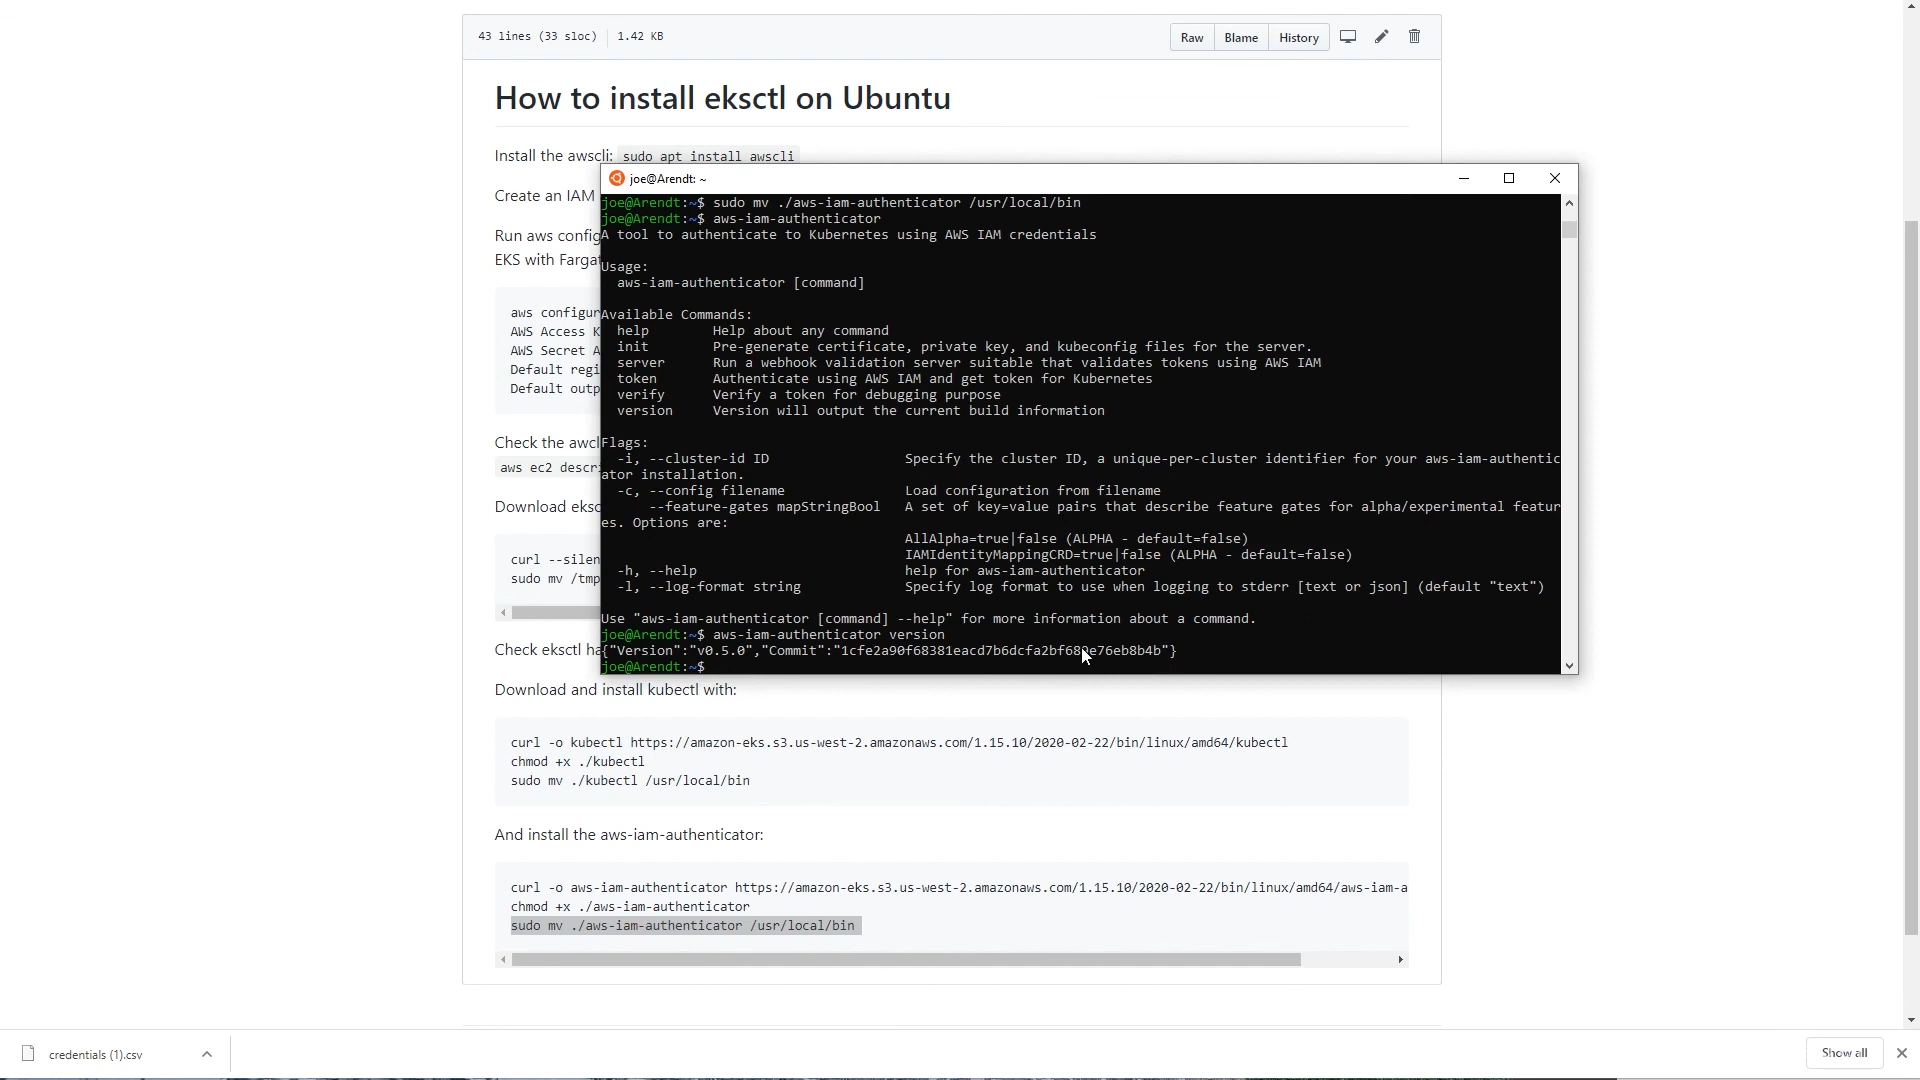 43 lines (33 sloc) 1.42 KB
Raw Blame History
How to install eksctl on Ubuntu
Install the awscli: sudo apt install awscli
Create an IAM
Run aws config
EKS with Fargat
aws configur
AWS Access K
AWS Secret A
Default regi
Default outp
Check the awcl
aws ec2 descr
Download eksc
curl --silen
sudo mv /tmp
Check eksctl ha
joe@Arendt: ~
joe@Arendt:~$ sudo mv ./aws-iam-authenticator /usr/local/bin
joe@Arendt:~$ aws-iam-authenticator
A tool to authenticate to Kubernetes using AWS IAM credentials
Usage:
aws-iam-authenticator [command]
Available Commands:
help Help about any command
init Pre-generate certificate, private key, and kubeconfig files for the server.
server Run a webhook validation server suitable that validates tokens using AWS IAM
token Authenticate using AWS IAM and get token for Kubernetes
verify Verify a token for debugging purpose
version Version will output the current build information
Flags:
-i, --cluster-id ID Specify the cluster ID, a unique-per-cluster identifier for your aws-iam-authentic
ator installation.
-c, --config filename Load configuration from filename
--feature-gates mapStringBool A set of key=value pairs that describe feature gates for alpha/experimental featur
es. Options are:
AllAlpha=true|false (ALPHA - default=false)
IAMIdentityMappingCRD=true|false (ALPHA - default=false)
-h, --help help for aws-iam-authenticator
-l, --log-format string Specify log format to use when logging to stderr [text or json] (default "text")
Use "aws-iam-authenticator [command] --help" for more information about a command.
joe@Arendt:~$ aws-iam-authenticator version
{"Version":"v0.5.0","Commit":
joe@Arendt:~$
Download and install kubectl with:
curl -o kubectl https://amazon-eks.s3.us-west-2.amazonaws.com/1.15.10/2020-02-22/bin/linux/amd64/kubectl
chmod +x ./kubectl
sudo mv ./kubectl /usr/local/bin
And install the aws-iam-authenticator:
curl -o aws-iam-authenticator https://amazon-eks.s3.us-west-2.amazonaws.com/1.15.10/2020-02-22/bin/linux/amd64/aws-iam-a
chmod +x ./aws-iam-authenticator
sudo mv ./aws-iam-authenticator /usr/local/bin
credentials (1).csv
Show all